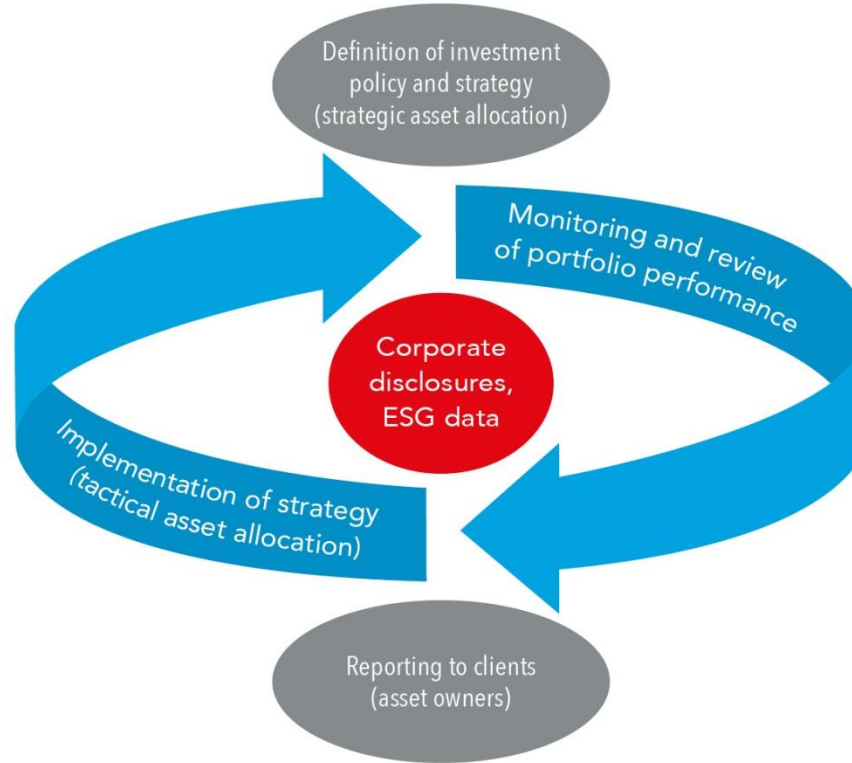 Definition of investment
policy and strategy
(strategic asset allocation)
Monitoring and review
of portfolio performance
Corporate
disclosures,
ESG data
Implementation of strategy
(tactical asset allocation)
Reporting to clients
(asset owners)